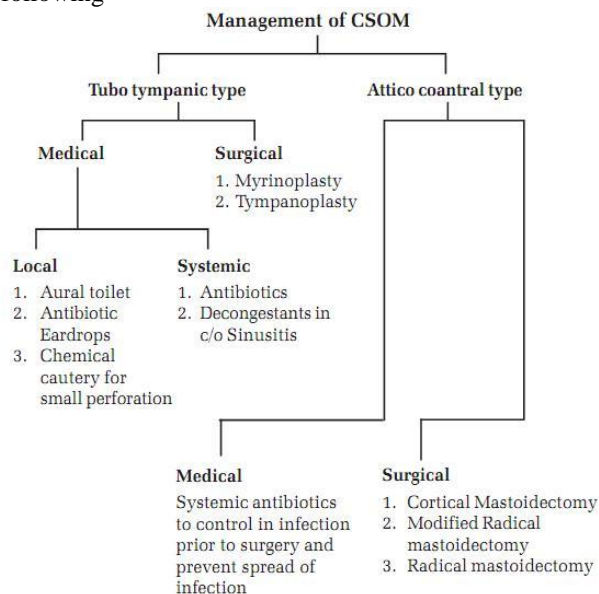 following
Management of CSOM
Tubo tympanic type
Attico coantral type
Medical
Surgical
1. Myrinoplasty
2. Tympanoplasty
Local
1. Aural toilet
2. Antibiotic
Eardrops
3. Chemical
cautery for
small perforation
Systemic
1. Antibiotics
2. Decongestants in
c/o Sinusitis
Medical
Systemic antibiotics
to control in infection
prior to surgery and
prevent spread of
infection
Surgical
1. Cortical Mastoidectomy
2. Modified Radical
mastoidectomy
3. Radical mastoidectomy